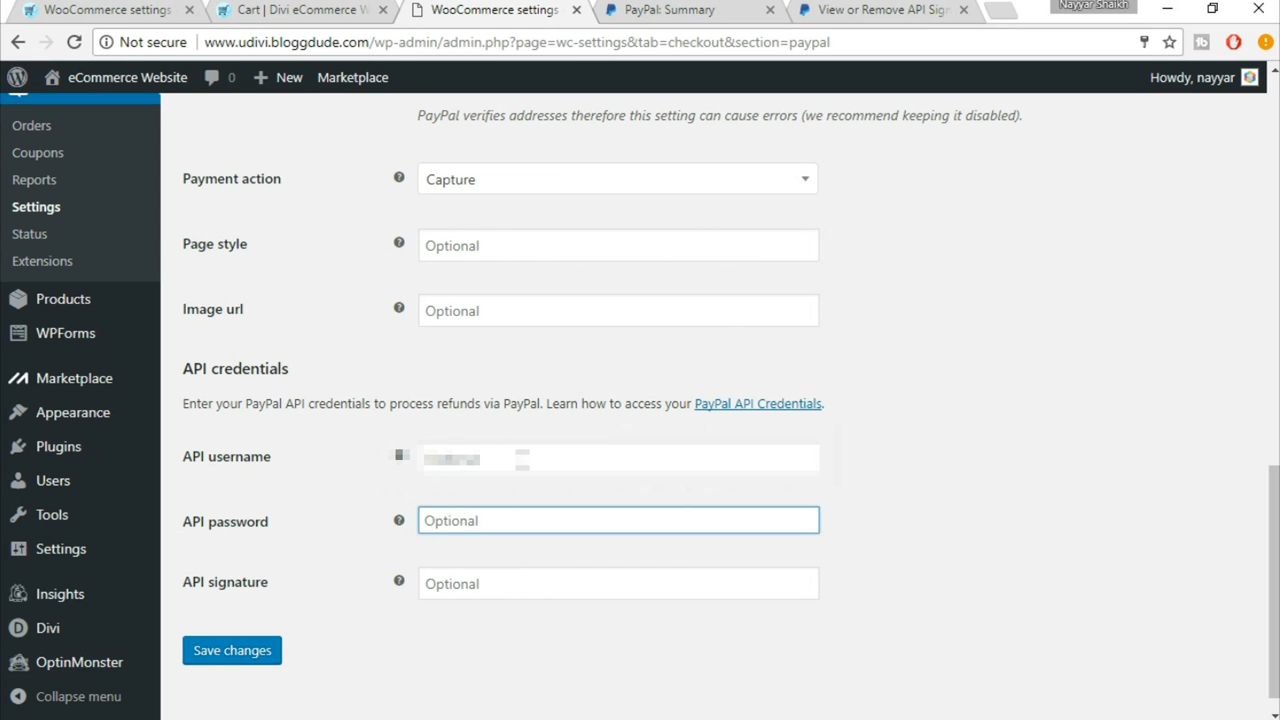 WooCommerce settings
Cart | Divi eCommerce W
WooCommerce settings
PayPal: Summary
View or Remove API Sign
Nayyar Shaikh
Not secure
www.udivi.bloggdude.com/wp-admin/admin.php?page=wc-settings&tab=checkout&section=paypal
eCommerce Website
0
New
Marketplace
Howdy, nayyar
Orders
Coupons
Reports
Settings
Status
Extensions
Products
WPForms
Marketplace
Appearance
Plugins
Users
Tools
Settings
Insights
Divi
OptinMonster
Collapse menu
PayPal verifies addresses therefore this setting can cause errors (we recommend keeping it disabled).
Payment action
Capture
Page style
Optional
Image url
Optional
API credentials
Enter your PayPal API credentials to process refunds via PayPal. Learn how to access your PayPal API Credentials.
API username
API password
Optional
API signature
Optional
Save changes